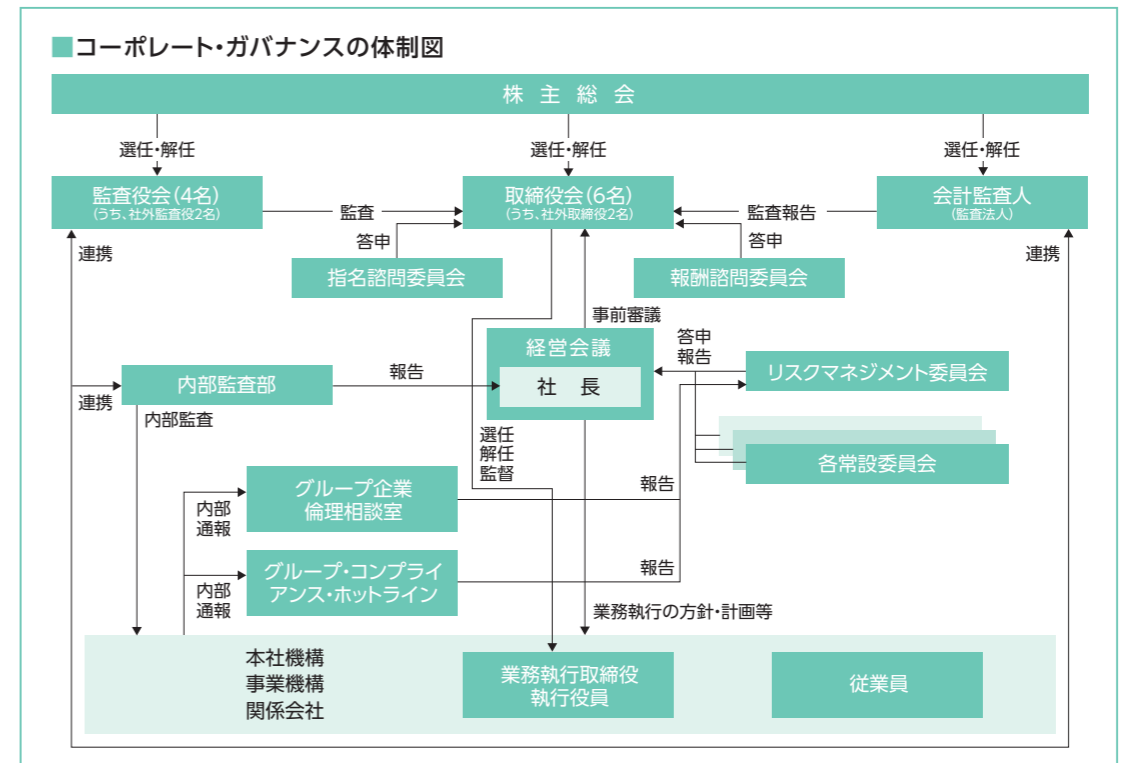 ■コーポレート・ガバナンスの体制図
株主総会
選任・解任
選任・解任
選任・解任
監査役会(4名)
(うち、社外監査役2名)
監査
取締役会(6名)
(うち、社外取締役2名)
監査報告
会計監査人
(監査法人)
連携
答申
答申
連携
指名諮問委員会
報酬諮問委員会
事前審議
経営会議
社長
答申
報告
リスクマネジメント委員会
内部監査部
報告
連携
内部監査
選任
解任
監督
各常設委員会
グループ企業
倫理相談室
内部
通報
報告
グループ・コンプライ
アンス・ホットライン
内部
通報
報告
業務執行の方針・計画等
本社機構
事業機構
関係会社
業務執行取締役
執行役員
従業員